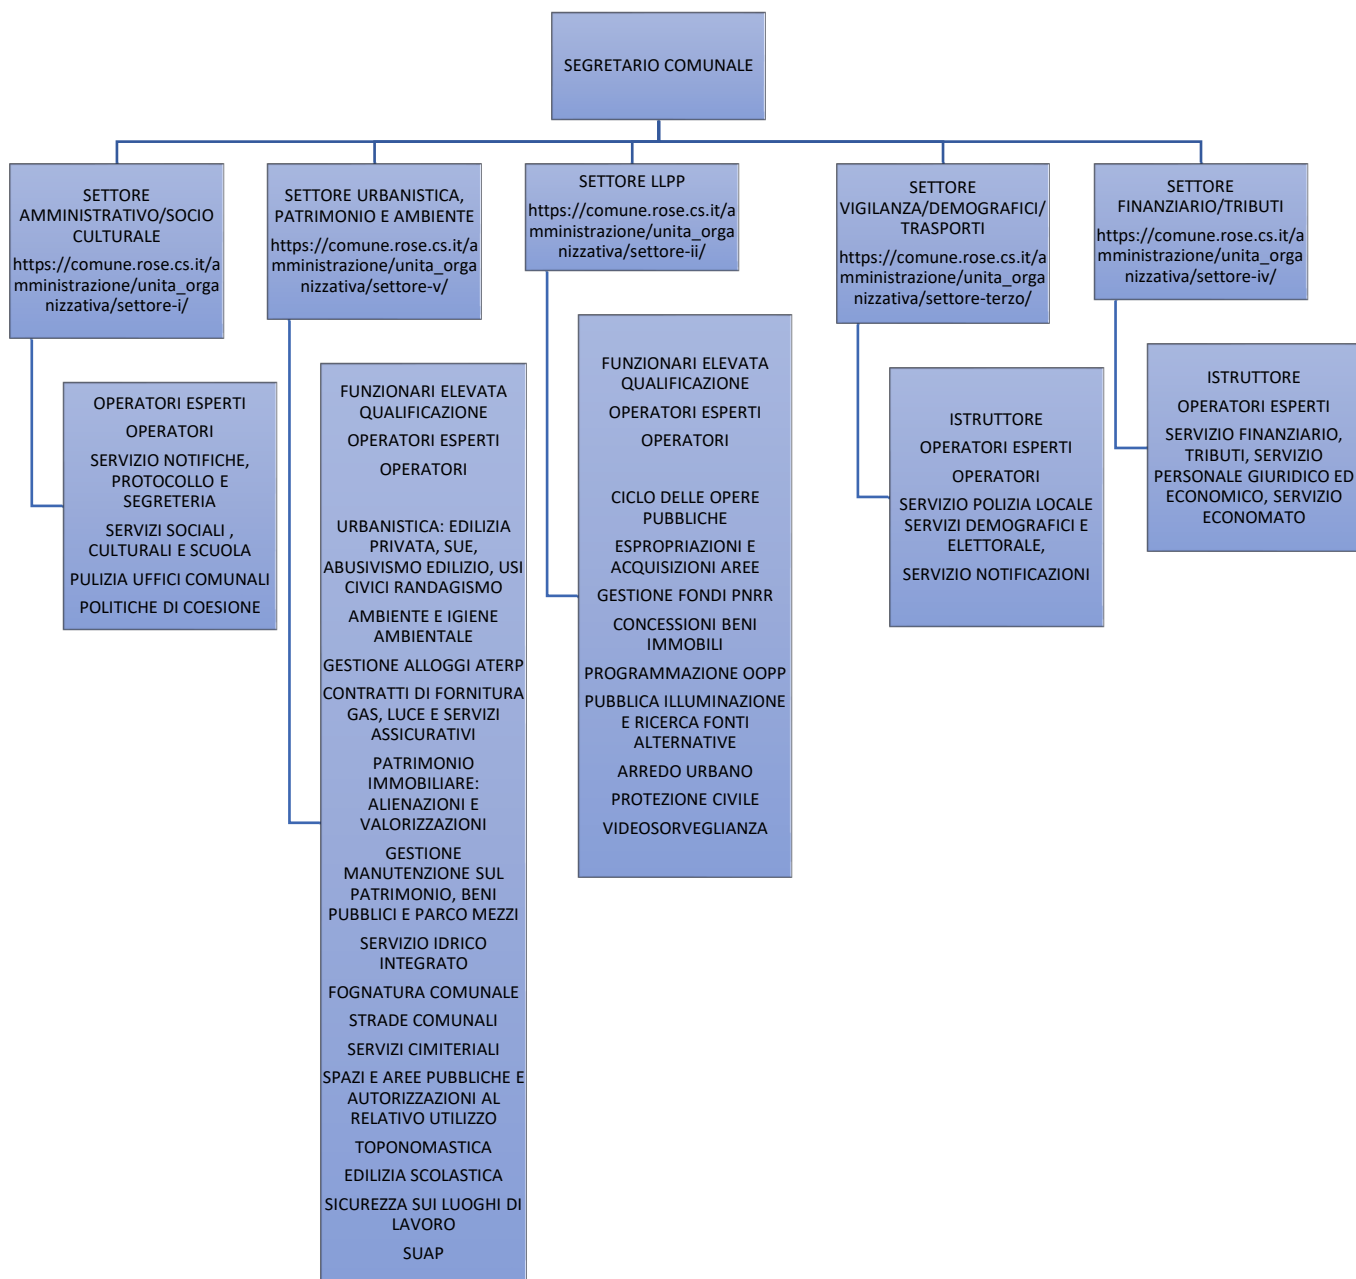 SEGRETARIO COMUNALE
SETTORE
AMMINISTRATIVO/SOCIO
CULTURALE
https://comune.rose.cs.it/a
mministrazione/unita_orga
nizzativa/settore-i/
SETTORE URBANISTICA,
PATRIMONIO E AMBIENTE
https://comune.rose.cs.it/a
mministrazione/unita_orga
nizzativa/settore-v/
SETTORE LLPP
https://comune.rose.cs.it/a
mministrazione/unita_orga
nizzativa/settore-ii/
SETTORE
VIGILANZA/DEMOGRAFICI/
TRASPORTI
https://comune.rose.cs.it/a
mministrazione/unita_orga
nizzativa/settore-terzo/
SETTORE
FINANZIARIO/TRIBUTI
https://comune.rose.cs.it/a
mministrazione/unita_orga
nizzativa/settore-iv/
OPERATORI ESPERTI
OPERATORI
SERVIZIO NOTIFICHE,
PROTOCOLLO E
SEGRETERIA
SERVIZI SOCIALI ,
CULTURALI E SCUOLA
PULIZIA UFFICI COMUNALI
POLITICHE DI COESIONE
FUNZIONARI ELEVATA
QUALIFICAZIONE
OPERATORI ESPERTI
OPERATORI
URBANISTICA: EDILIZIA
PRIVATA, SUE,
ABUSIVISMO EDILIZIO, USI
CIVICI RANDAGISMO
AMBIENTE E IGIENE
AMBIENTALE
GESTIONE ALLOGGI ATERP
CONTRATTI DI FORNITURA
GAS, LUCE E SERVIZI
ASSICURATIVI
PATRIMONIO
IMMOBILIARE:
ALIENAZIONI E
VALORIZZAZIONI
GESTIONE
MANUTENZIONE SUL
PATRIMONIO, BENI
PUBBLICI E PARCO MEZZI
SERVIZIO IDRICO
INTEGRATO
FOGNATURA COMUNALE
STRADE COMUNALI
SERVIZI CIMITERIALI
SPAZI E AREE PUBBLICHE E
AUTORIZZAZIONI AL
RELATIVO UTILIZZO
TOPONOMASTICA
EDILIZIA SCOLASTICA
SICUREZZA SUI LUOGHI DI
LAVORO
SUAP
FUNZIONARI ELEVATA
QUALIFICAZIONE
OPERATORI ESPERTI
OPERATORI
CICLO DELLE OPERE
PUBBLICHE
ESPROPRIAZIONI E
ACQUISIZIONI AREE
GESTIONE FONDI PNRR
CONCESSIONI BENI
IMMOBILI
PROGRAMMAZIONE OOPP
PUBBLICA ILLUMINAZIONE
E RICERCA FONTI
ALTERNATIVE
ARREDO URBANO
PROTEZIONE CIVILE
VIDEOSORVEGLIANZA
ISTRUTTORE
OPERATORI ESPERTI
OPERATORI
SERVIZIO POLIZIA LOCALE
SERVIZI DEMOGRAFICI E
ELETTORALE,
SERVIZIO NOTIFICAZIONI
ISTRUTTORE
OPERATORI ESPERTI
SERVIZIO FINANZIARIO,
TRIBUTI, SERVIZIO
PERSONALE GIURIDICO ED
ECONOMICO, SERVIZIO
ECONOMATO